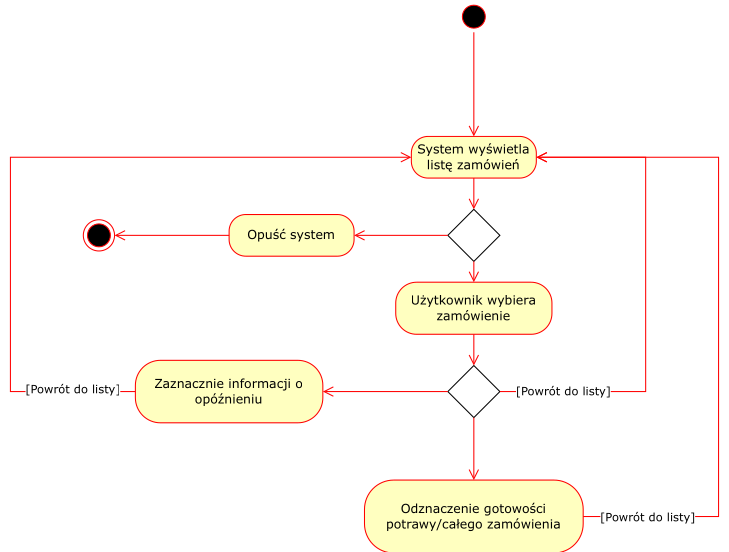 System wyświetla
listę zamówień
Opuść system
Użytkownik wybiera
zamówienie
Zaznacznie informacji o
opóźnieniu
[Powrót do listy]
[Powrót do listy]
Odznaczenie gotowości
potrawy/całego zamówienia
[Powrót do listy]